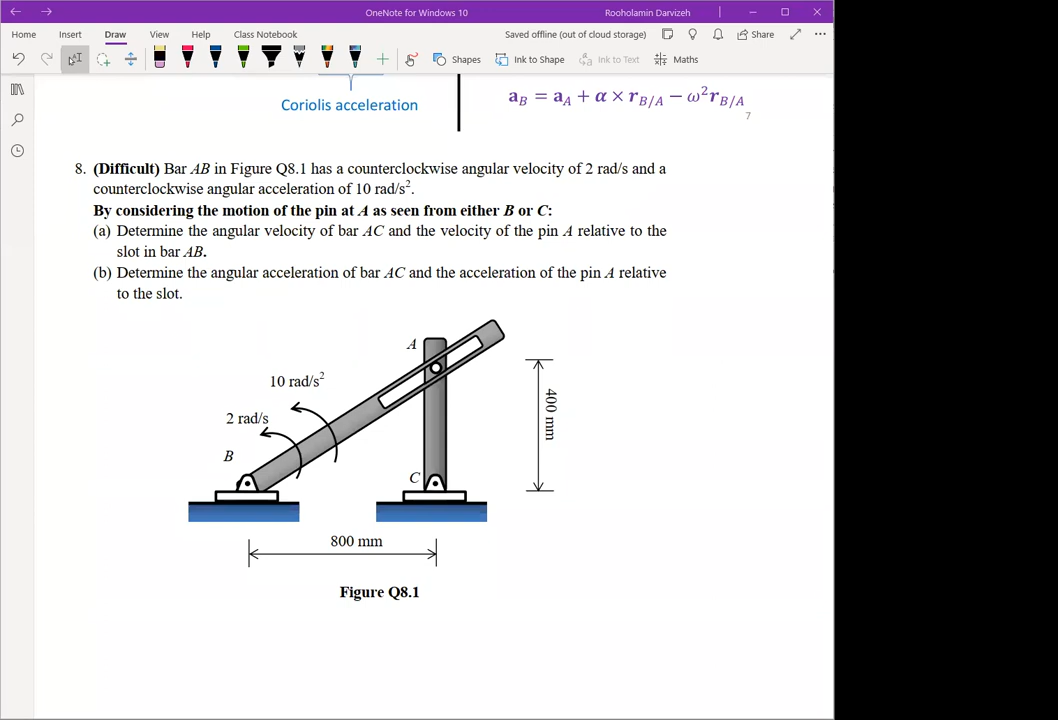 OneNote for Windows 10
Rooholamin Darvizeh
Home Insert Draw View Help Class Notebook
Saved offline (out of cloud storage) Share
Shapes Ink to Shape Ink to Text Maths
Coriolis acceleration
a_B = a_A + α × r_{B/A} − ω²r_{B/A}
7
8. (Difficult) Bar AB in Figure Q8.1 has a counterclockwise angular velocity of 2 rad/s and a
counterclockwise angular acceleration of 10 rad/s².
By considering the motion of the pin at A as seen from either B or C:
(a) Determine the angular velocity of bar AC and the velocity of the pin A relative to the
slot in bar AB.
(b) Determine the angular acceleration of bar AC and the acceleration of the pin A relative
to the slot.
A
10 rad/s²
2 rad/s
400 mm
B
C
800 mm
Figure Q8.1